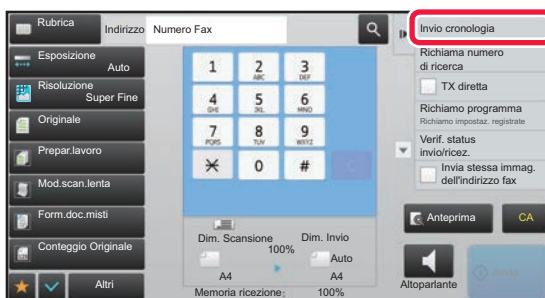 Rubrica
Indirizzo
Numero Fax
Esposizione
Auto
Risoluzione
Super Fine
Originale
Prepar.lavoro
Mod.scan.lenta
Form.doc.misti
Conteggio Originale
Altri
1
2
ABC
3
DEF
4
GHI
5
JKL
6
MNO
7
PQRS
8
TUV
9
WXYZ
0
#
C
Dim. Scansione
100%
Dim. Invio
Auto
A4
A4
Memoria ricezione:
100%
Invio cronologia
Richiama numero
di ricerca
TX diretta
Richiamo programma
Richiamo impostaz. registrate
Verif. status
invio/ricez.
Invia stessa immag.
dell'indirizzo fax
Anteprima
CA
Altoparlante
Avvio